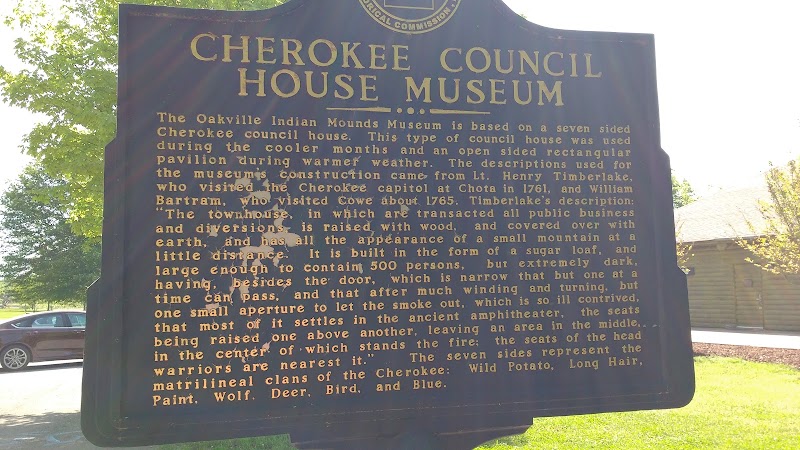 RICAL COMMISSION
CHEROKEE COUNCIL
HOUSE MUSEUM
The Oakville Indian Mounds Museum is based on a seven sided
Cherokee council house. This type of council house was used
during the cooler months and an open sided rectangular
pavilion during warmer weather. The descriptions used for
the museum's construction came from Lt. Henry Timberlake,
who visited the Cherokee capitol at Chota in 1761, and William
Bartram, who visited Cowe about 1765. Timberlake's description:
"The townhouse, in which are transacted all public business
and diversions, is raised with wood, and covered over with
earth, and has all the appearance of a small mountain at a
little distance. It is built in the form of a sugar loaf, and
large enough to contain 500 persons, but extremely dark,
having, besides the door, which is narrow that but one at a
time can pass, and that after much winding and turning, but
one small aperture to let the smoke out, which is so ill contrived,
that most of it settles in the ancient amphitheater, the seats
being raised one above another, leaving an area in the middle,
in the center of which stands the fire: the seats of the head
warriors are nearest it." The seven sides represent the
matrilineal clans of the Cherokee: Wild Potato, Long Hair,
Paint, Wolf, Deer, Bird, and Blue.